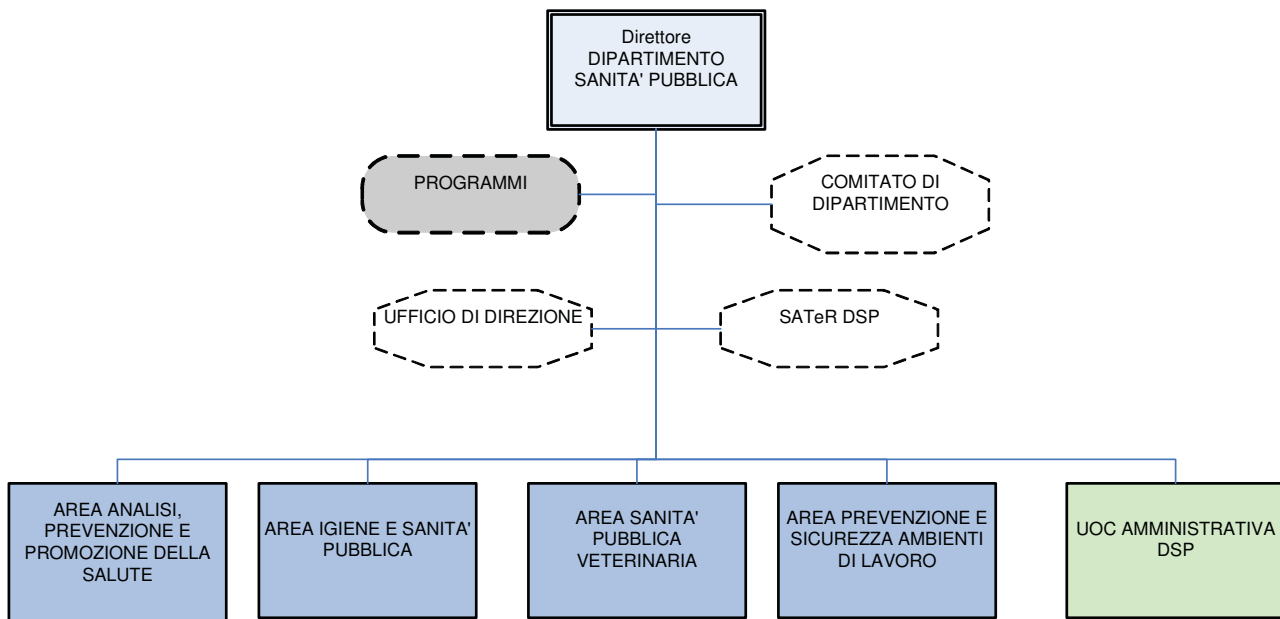 Direttore
DIPARTIMENTO
SANITA' PUBBLICA
PROGRAMMI
COMITATO DI
DIPARTIMENTO
UFFICIO DI DIREZIONE
SATeR DSP
AREA ANALISI,
PREVENZIONE E
PROMOZIONE DELLA
SALUTE
AREA IGIENE E SANITA'
PUBBLICA
AREA SANITA'
PUBBLICA
VETERINARIA
AREA PREVENZIONE E
SICUREZZA AMBIENTI
DI LAVORO
UOC AMMINISTRATIVA
DSP